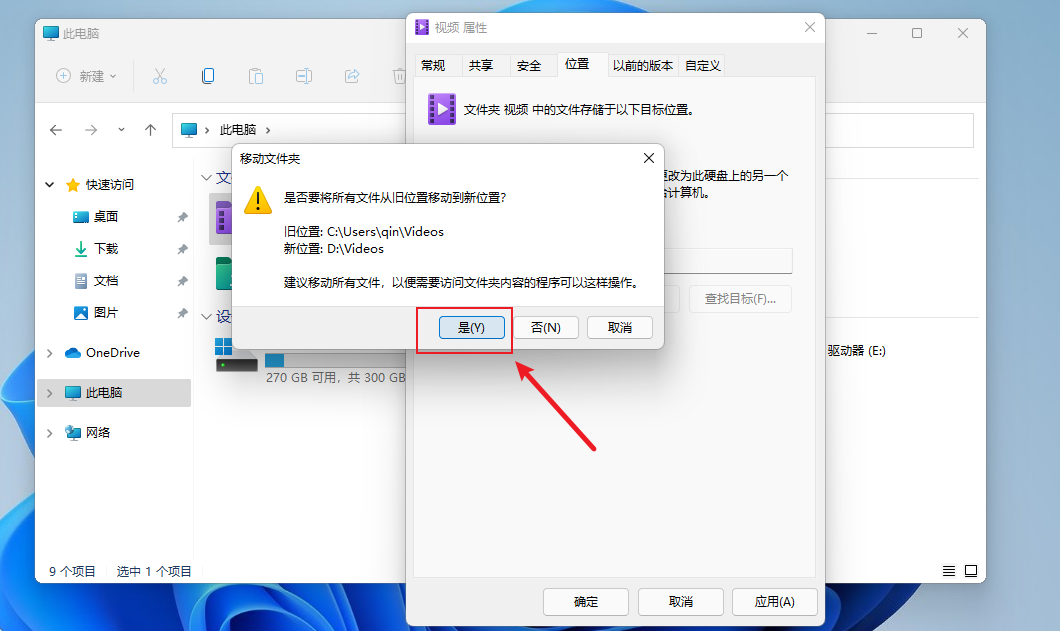 此电脑
新建
此电脑
快速访问
桌面
下载
文档
图片
OneDrive
此电脑
网络
文
设
270 GB 可用，共 300 GB
驱动器 (E:)
9 个项目
选中 1 个项目
视频 属性
常规 共享 安全 位置 以前的版本 自定义
文件夹 视频 中的文件存储于以下目标位置。
更改为此硬盘上的另一个
计算机。
查找目标(F)...
确定 取消 应用(A)
移动文件夹
是否要将所有文件从旧位置移动到新位置?
旧位置: C:\Users\qin\Videos
新位置: D:\Videos
建议移动所有文件，以便需要访问文件夹内容的程序可以这样操作。
是(Y) 否(N) 取消